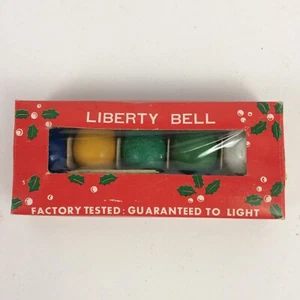 LIBERTY BELL
FACTORY TESTED: GUARANTEED TO LIGHT